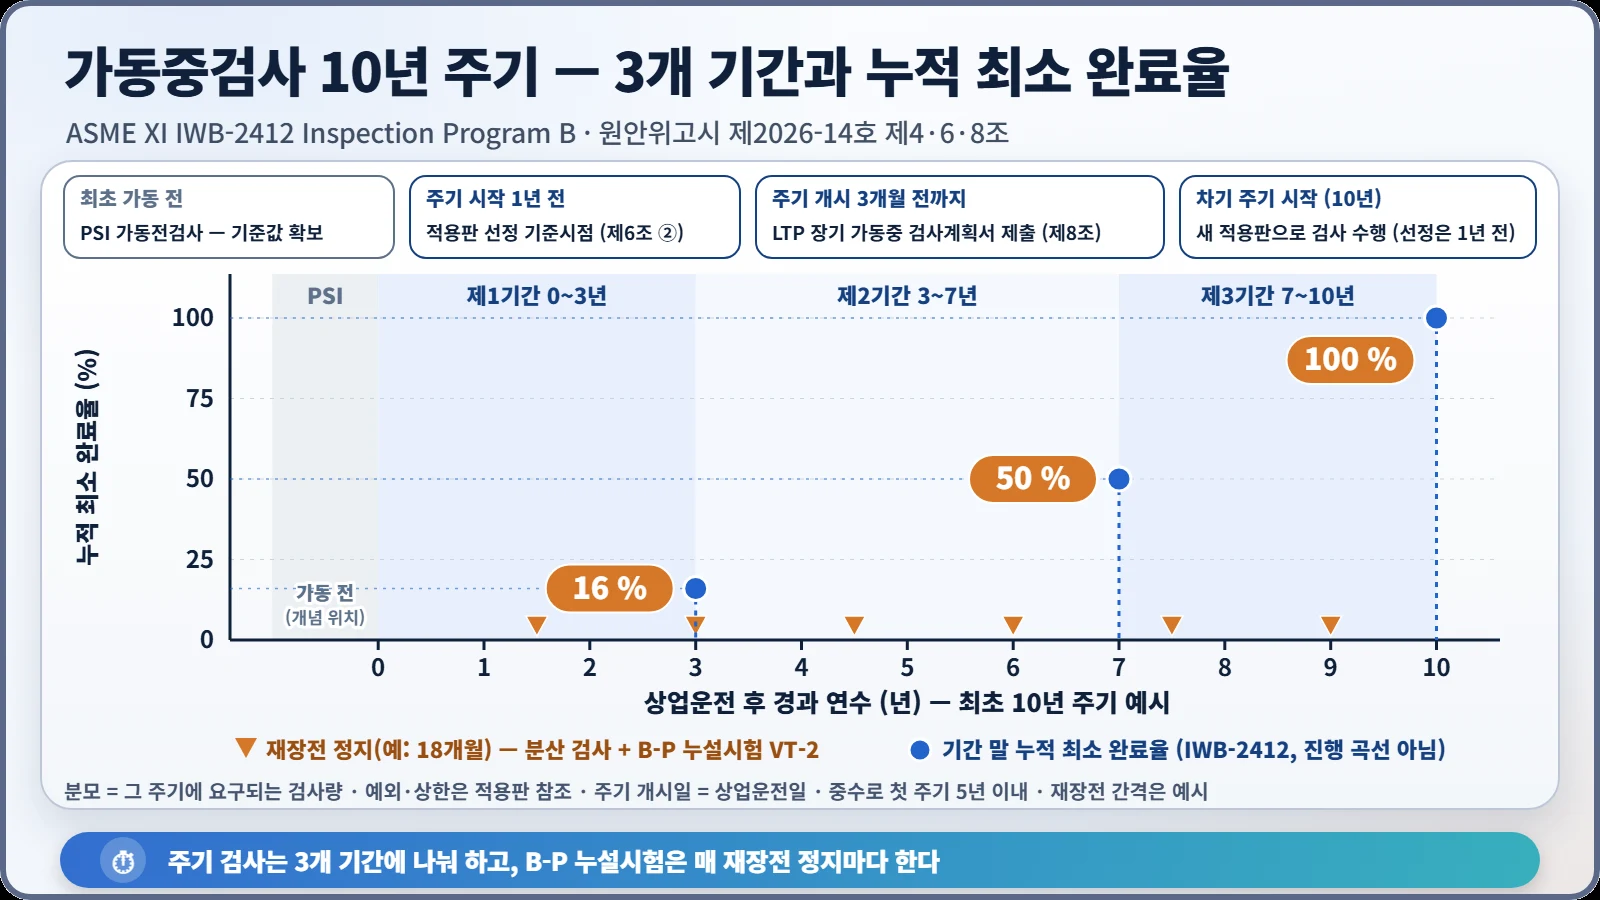 가동중검사 10년 주기 — 3개 기간과 누적 최소 완료율
ASME XI IWB-2412 Inspection Program B · 원안위고시 제2026-14호 제4·6·8조
최초 가동 전
PSI 가동전검사 — 기준값 확보
주기 시작 1년 전
적용판 선정 기준시점 (제6조 ②)
주기 개시 3개월 전까지
LTP 장기 가동중 검사계획서 제출 (제8조)
차기 주기 시작 (10년)
새 적용판으로 검사 수행 (선정은 1년 전)
PSI
제1기간 0~3년
제2기간 3~7년
제3기간 7~10년
누적 최소 완료율 (%)
100
75
50
25
0
100 %
50 %
16 %
가동 전
(개념 위치)
0 1 2 3 4 5 6 7 8 9 10
상업운전 후 경과 연수 (년) — 최초 10년 주기 예시
재장전 정지(예: 18개월) — 분산 검사 + B-P 누설시험 VT-2
기간 말 누적 최소 완료율 (IWB-2412, 진행 곡선 아님)
분모 = 그 주기에 요구되는 검사량 · 예외·상한은 적용판 참조 · 주기 개시일 = 상업운전일 · 중수로 첫 주기 5년 이내 · 재장전 간격은 예시
주기 검사는 3개 기간에 나눠 하고, B-P 누설시험은 매 재장전 정지마다 한다